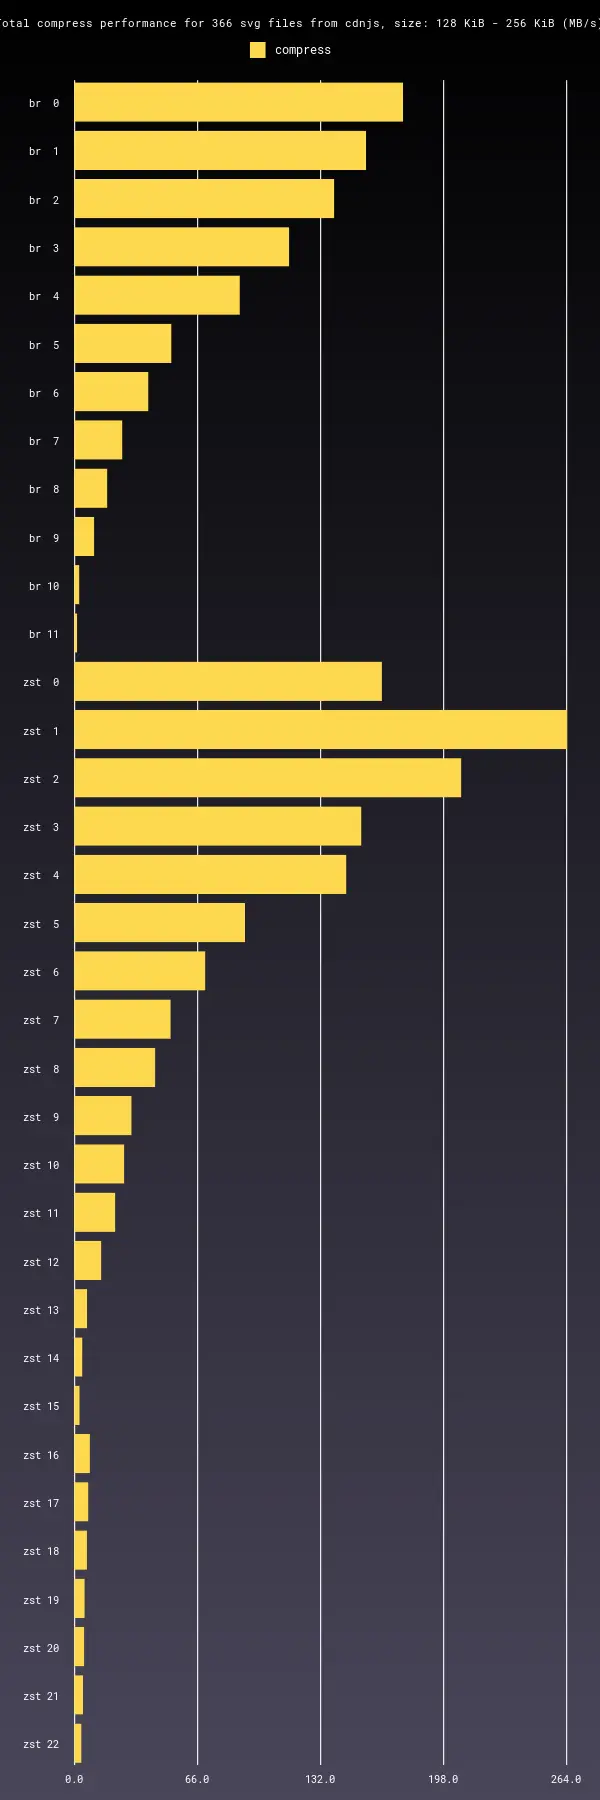 Total compress performance for 366 svg files from cdnjs, size: 128 KiB - 256 KiB (MB/s)
compress
br 0
br 1
br 2
br 3
br 4
br 5
br 6
br 7
br 8
br 9
br 10
br 11
zst 0
zst 1
zst 2
zst 3
zst 4
zst 5
zst 6
zst 7
zst 8
zst 9
zst 10
zst 11
zst 12
zst 13
zst 14
zst 15
zst 16
zst 17
zst 18
zst 19
zst 20
zst 21
zst 22
0.0 66.0 132.0 198.0 264.0